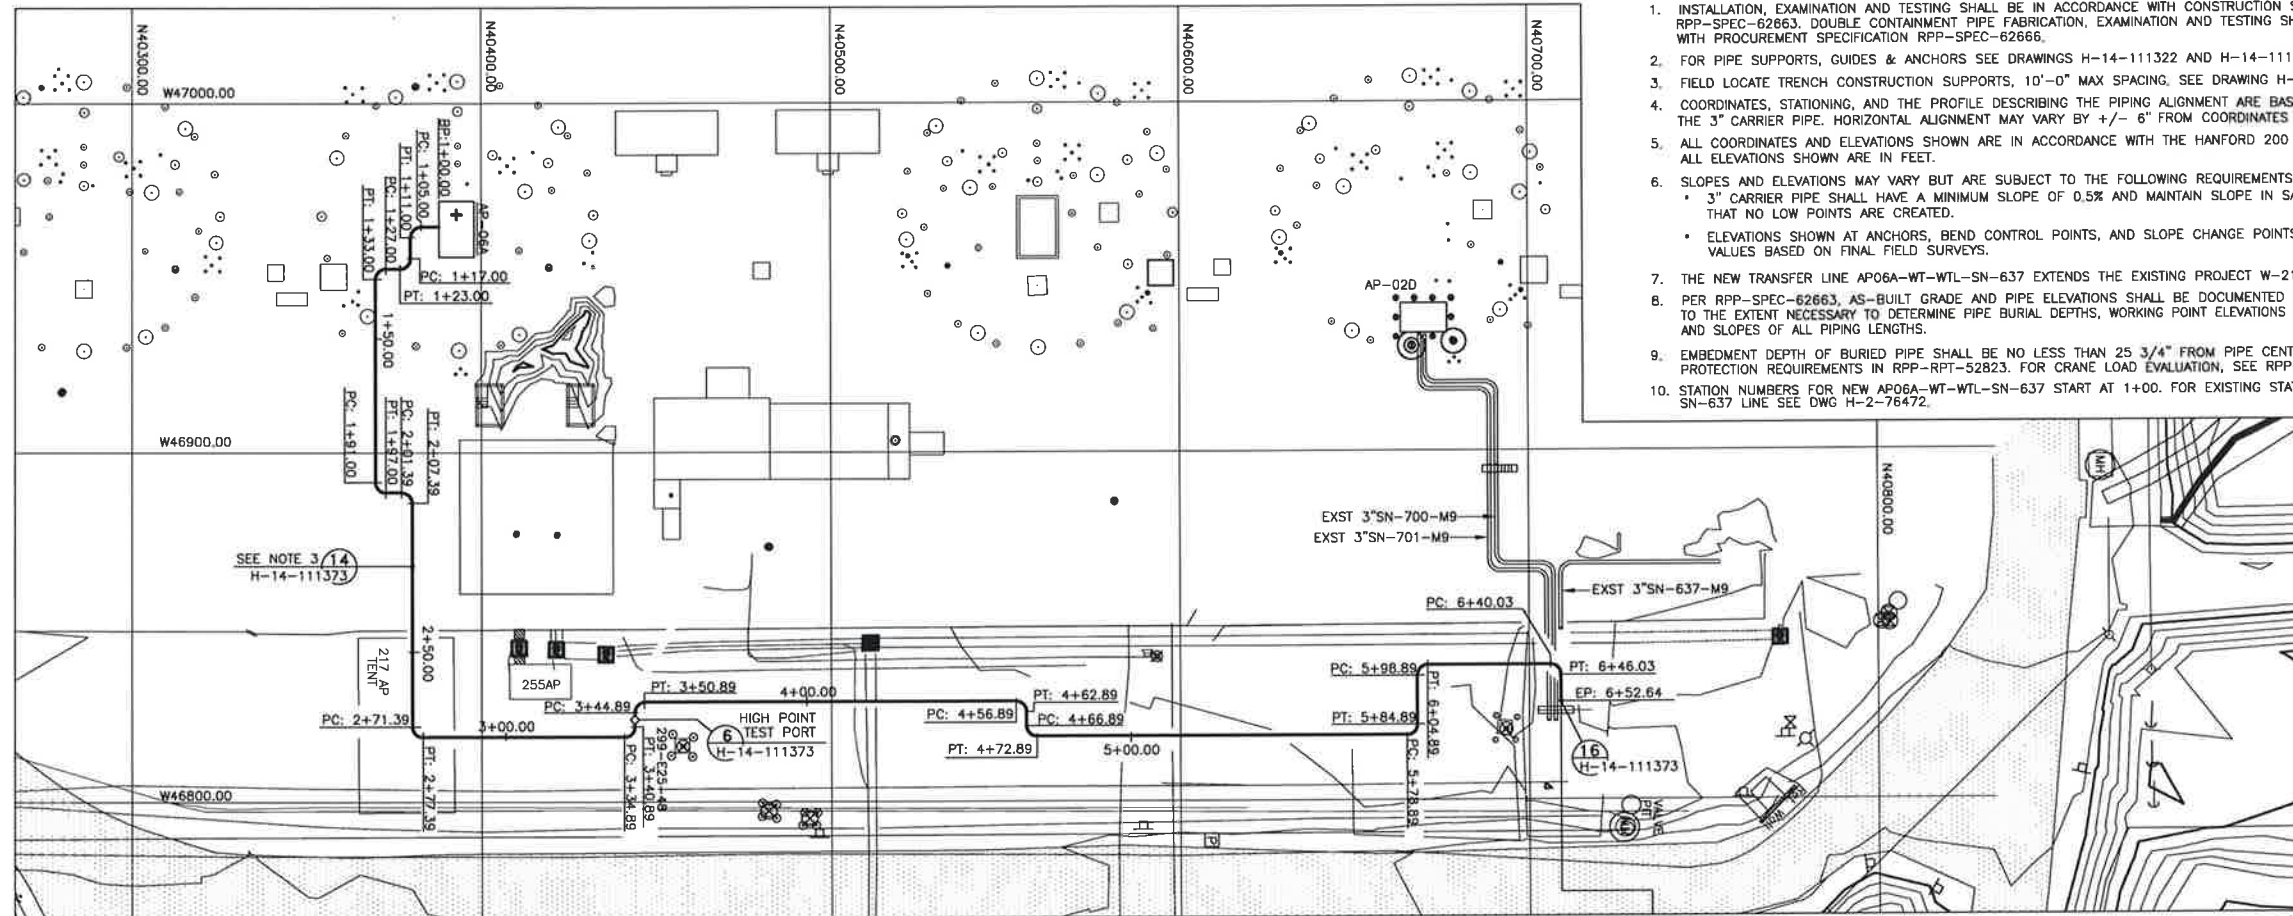 1. INSTALLATION, EXAMINATION AND TESTING SHALL BE IN ACCORDANCE WITH CONSTRUCTION
RPP-SPEC-62663. DOUBLE CONTAINMENT PIPE FABRICATION, EXAMINATION AND TESTING
WITH PROCUREMENT SPECIFICATION RPP-SPEC-62666.
2. FOR PIPE SUPPORTS, GUIDES & ANCHORS SEE DRAWINGS H-14-111322 AND H-14-111
3. FIELD LOCATE TRENCH CONSTRUCTION SUPPORTS, 10'-0" MAX SPACING. SEE DRAWING H-
4. COORDINATES, STATIONING, AND THE PROFILE DESCRIBING THE PIPING ALIGNMENT ARE BAS
THE 3" CARRIER PIPE. HORIZONTAL ALIGNMENT MAY VARY BY +/- 6" FROM COORDINATES
5. ALL COORDINATES AND ELEVATIONS SHOWN ARE IN ACCORDANCE WITH THE HANFORD 200
ALL ELEVATIONS SHOWN ARE IN FEET.
6. SLOPES AND ELEVATIONS MAY VARY BUT ARE SUBJECT TO THE FOLLOWING REQUIREMENTS
• 3" CARRIER PIPE SHALL HAVE A MINIMUM SLOPE OF 0.5% AND MAINTAIN SLOPE IN SA
THAT NO LOW POINTS ARE CREATED.
• ELEVATIONS SHOWN AT ANCHORS, BEND CONTROL POINTS, AND SLOPE CHANGE POINTS
VALUES BASED ON FINAL FIELD SURVEYS.
7. THE NEW TRANSFER LINE AP06A-WT-WTL-SN-637 EXTENDS THE EXISTING PROJECT W-21
8. PER RPP-SPEC-62663, AS-BUILT GRADE AND PIPE ELEVATIONS SHALL BE DOCUMENTED
TO THE EXTENT NECESSARY TO DETERMINE PIPE BURIAL DEPTHS, WORKING POINT ELEVATIONS
AND SLOPES OF ALL PIPING LENGTHS.
9. EMBEDMENT DEPTH OF BURIED PIPE SHALL BE NO LESS THAN 25 3/4" FROM PIPE CENT
PROTECTION REQUIREMENTS IN RPP-RPT-52823. FOR CRANE LOAD EVALUATION, SEE RPP
10. STATION NUMBERS FOR NEW AP06A-WT-WTL-SN-637 START AT 1+00. FOR EXISTING STA
SN-637 LINE SEE DWG H-2-76472.
N40300.00
N40400.00
N40500.00
N40600.00
N40700.00
N40800.00
W47000.00
W46900.00
W46800.00
BP:1+00.00
PC: 1+05.00
PT: 1+11.00
PC: 1+27.00
PT: 1+33.00
AP-06A
PC: 1+17.00
PT: 1+23.00
1+50.00
PC: 1+91.00
PT: 1+97.00
PC: 2+01.39
PT: 2-07.39
AP-02D
SEE NOTE 3
14
H-14-111373
2+50.00
217 AP
TENT
255AP
PC: 2+71.39
PT: 2+77.39
3+00.00
PC: 3+34.89
PT: 3+40.89
299-E25-48
PC: 3+44.89
PT: 3+50.89
HIGH POINT
TEST PORT
6
H-14-111373
4+00.00
PC: 4+56.89
PT: 4+62.89
PC: 4+66.89
PT: 4+72.89
5+00.00
PC: 5+78.89
PT: 5+84.89
PC: 5+98.89
PT: 6+04.89
EXST 3"SN-700-M9
EXST 3"SN-701-M9
EXST 3"SN-637-M9
PC: 6+40.03
PT: 6+46.03
EP: 6+52.64
16
H-14-111373
4
VALVE
PIT
MH